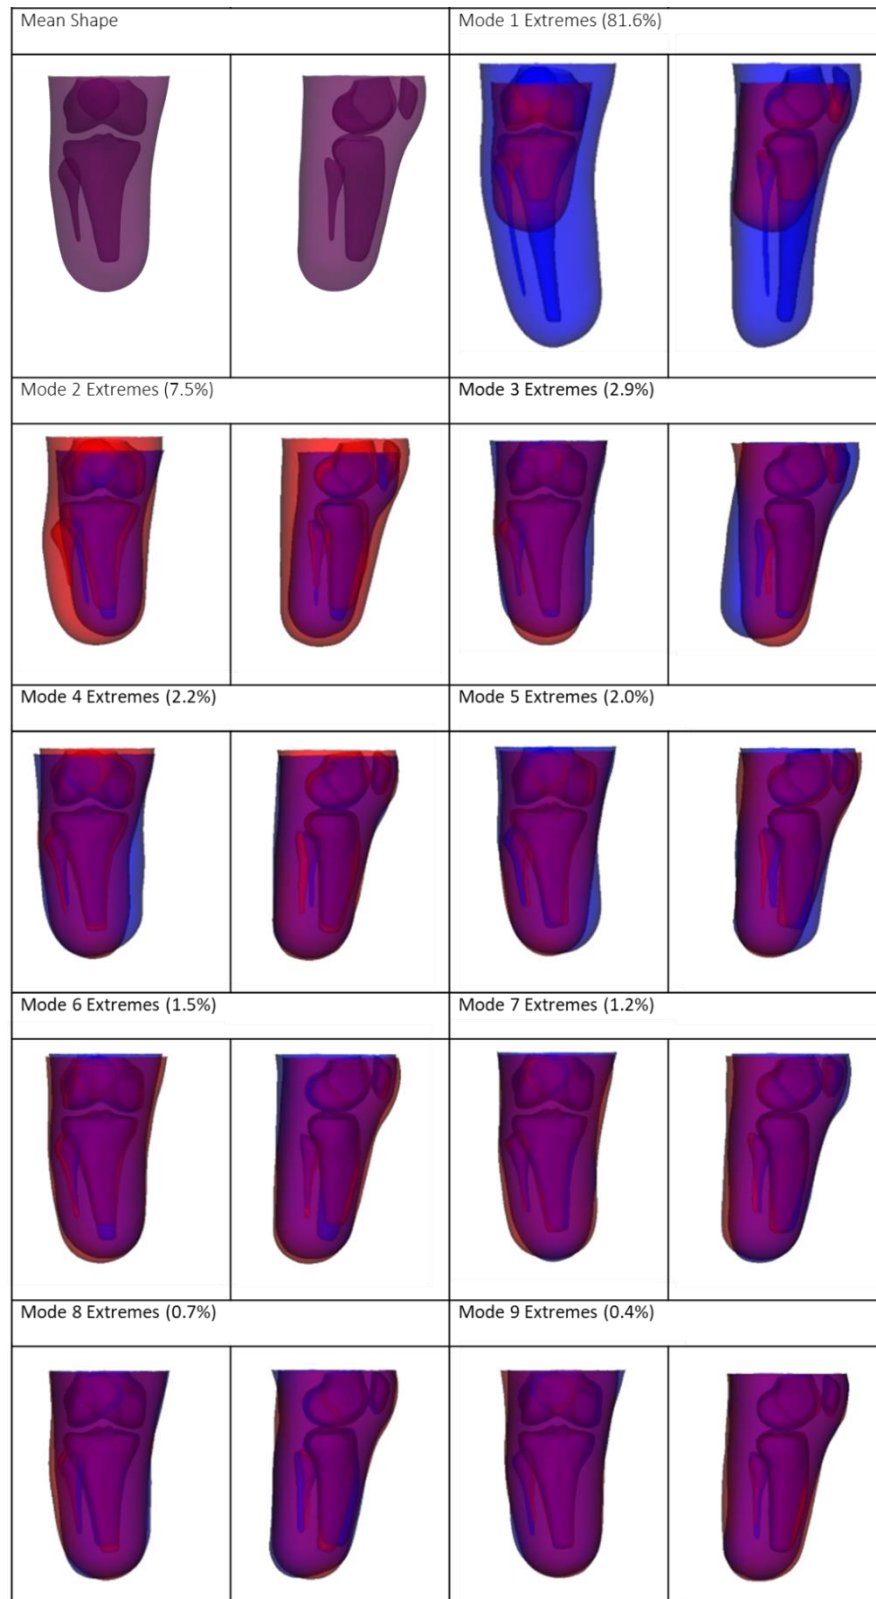 Mean Shape
Mode 1 Extremes (81.6%)
Mode 2 Extremes (7.5%)
Mode 3 Extremes (2.9%)
Mode 4 Extremes (2.2%)
Mode 5 Extremes (2.0%)
Mode 6 Extremes (1.5%)
Mode 7 Extremes (1.2%)
Mode 8 Extremes (0.7%)
Mode 9 Extremes (0.4%)